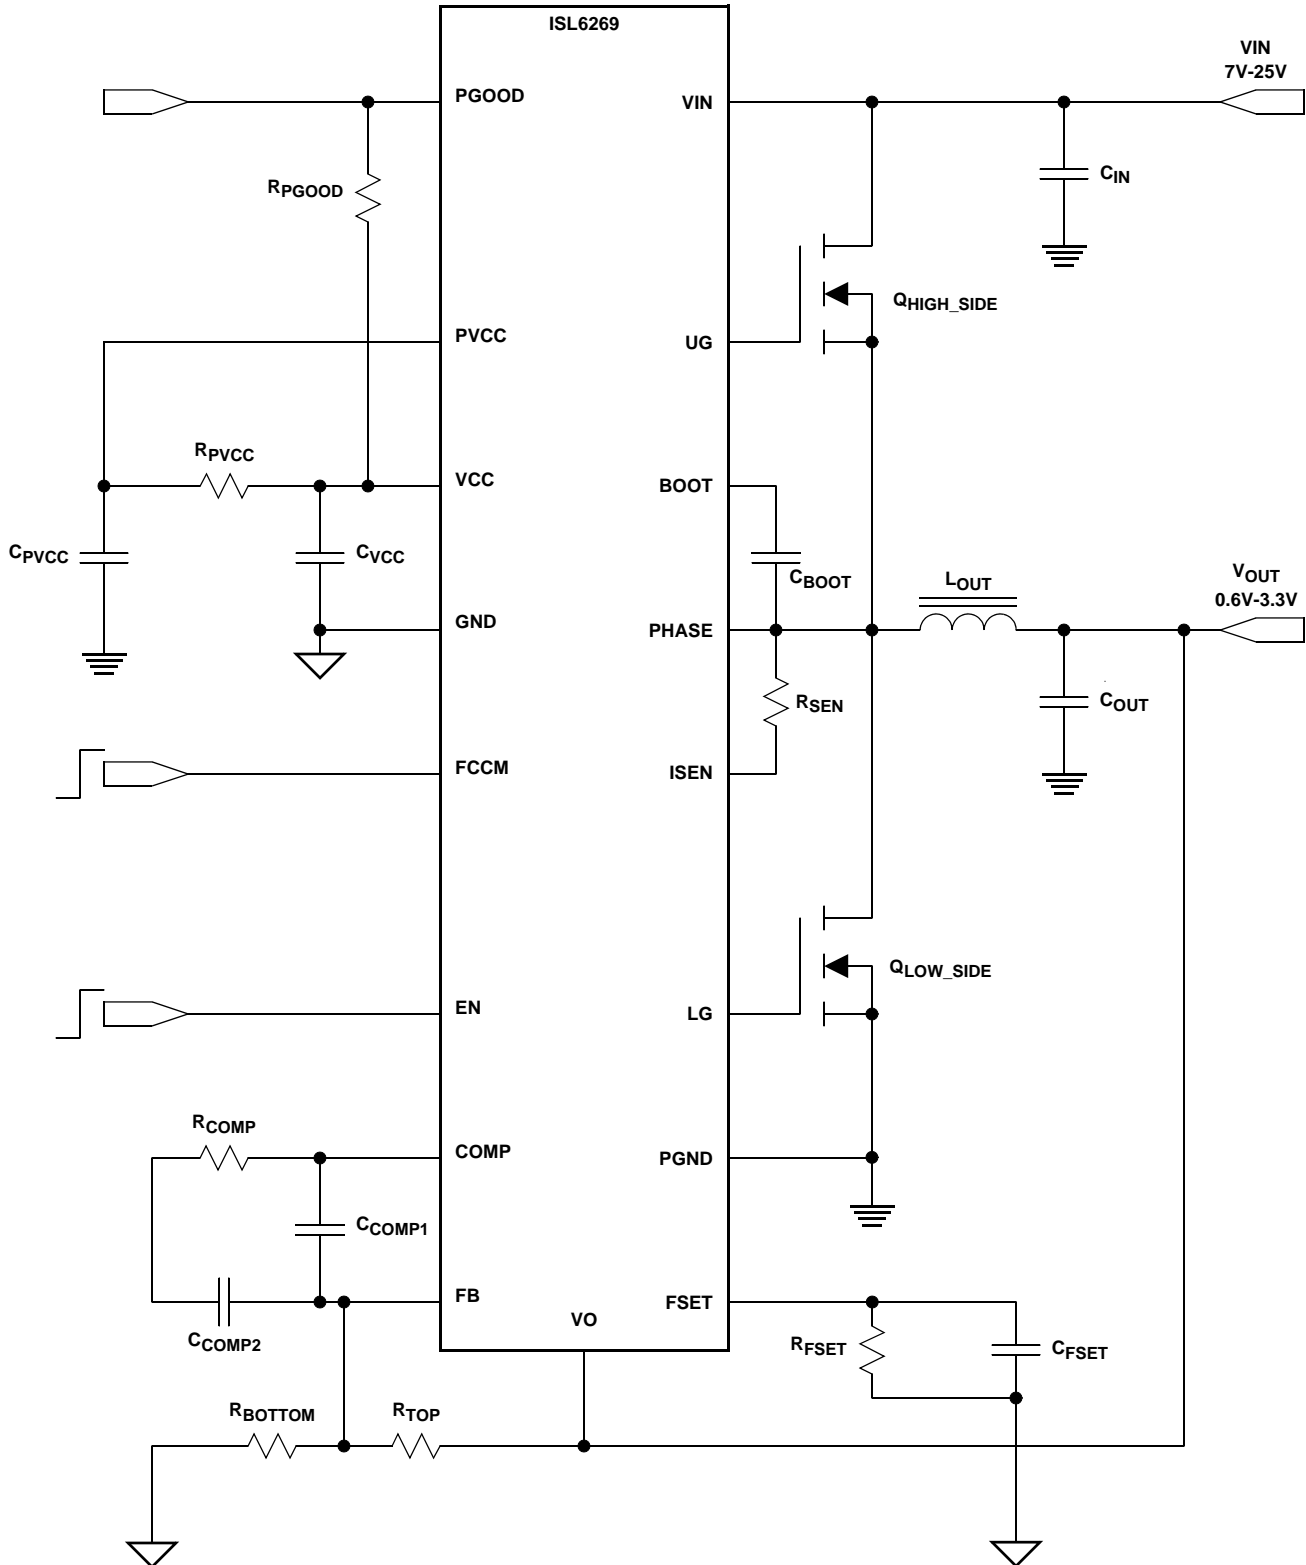 ISL6269
VIN
7V-25V
PGOOD
VIN
RPGOOD
CIN
QHIGH_SIDE
PVCC
UG
RPVCC
VCC
BOOT
CPVCC
CVCC
CBOOT
LOUT
VOUT
0.6V-3.3V
GND
PHASE
RSEN
COUT
FCCM
ISEN
QLOW_SIDE
EN
LG
RCOMP
COMP
PGND
CCOMP1
FB
FSET
VO
CCOMP2
RFSET
CFSET
RBOTTOM
RTOP